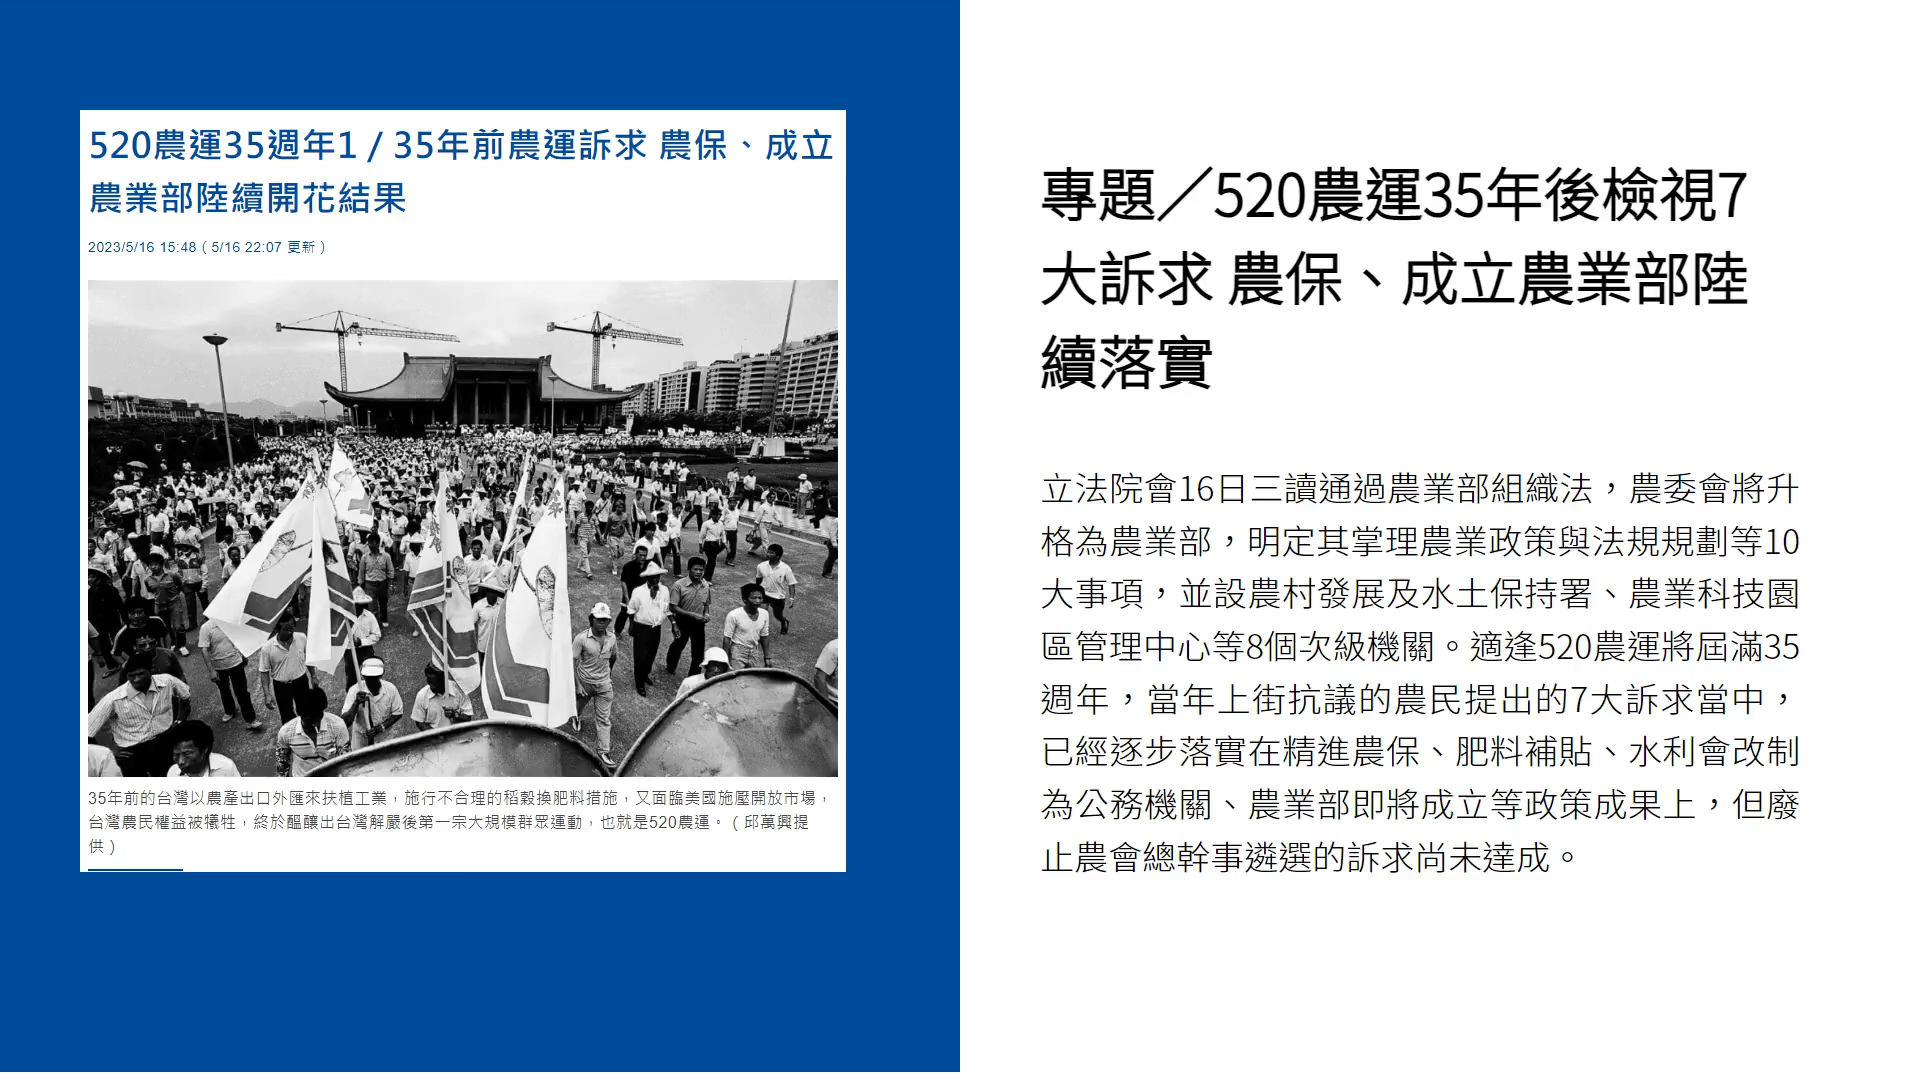 520農運35週年1 / 35年前農運訴求 農保、成立
農業部陸續開花結果
2023/5/16 15:48（5/16 22:07 更新）
35年前的台灣以農產出口外匯來扶植工業，施行不合理的稻穀換肥料措施，又面臨美國施壓開放市場，
台灣農民權益被犧牲，終於醞釀出台灣解嚴後第一宗大規模群眾運動，也就是520農運。（邱萬興提
供）
專題／520農運35年後檢視7
大訴求 農保、成立農業部陸
續落實
立法院會16日三讀通過農業部組織法，農委會將升
格為農業部，明定其掌理農業政策與法規規劃等10
大事項，並設農村發展及水土保持署、農業科技園
區管理中心等8個次級機關。適逢520農運將屆滿35
週年，當年上街抗議的農民提出的7大訴求當中，
已經逐步落實在精進農保、肥料補貼、水利會改制
為公務機關、農業部即將成立等政策成果上，但廢
止農會總幹事遴選的訴求尚未達成。